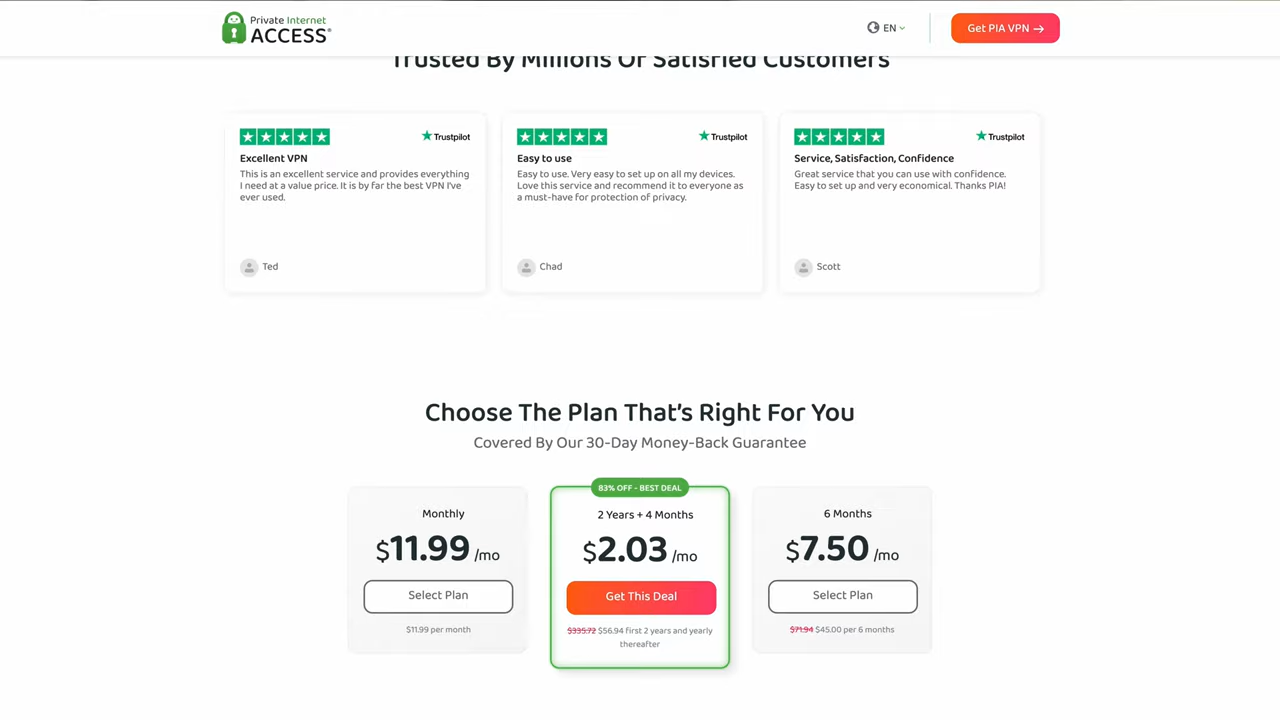 Private Internet
ACCESS®
EN
Get PIA VPN →
Trusted By Millions Of Satisfied Customers
Trustpilot
Excellent VPN
This is an excellent service and provides everything
I need at a value price. It is by far the best VPN I've
ever used.
Ted
Trustpilot
Easy to use
Easy to use. Very easy to set up on all my devices.
Love this service and recommend it to everyone as
a must-have for protection of privacy.
Chad
Trustpilot
Service, Satisfaction, Confidence
Great service that you can use with confidence.
Easy to set up and very economical. Thanks PIA!
Scott
Choose The Plan That's Right For You
Covered By Our 30-Day Money-Back Guarantee
Monthly
$11.99 /mo
Select Plan
$11.99 per month
83% OFF - BEST DEAL
2 Years + 4 Months
$2.03 /mo
Get This Deal
$335.72 $56.94 first 2 years and yearly
thereafter
6 Months
$7.50 /mo
Select Plan
$71.94 $45.00 per 6 months